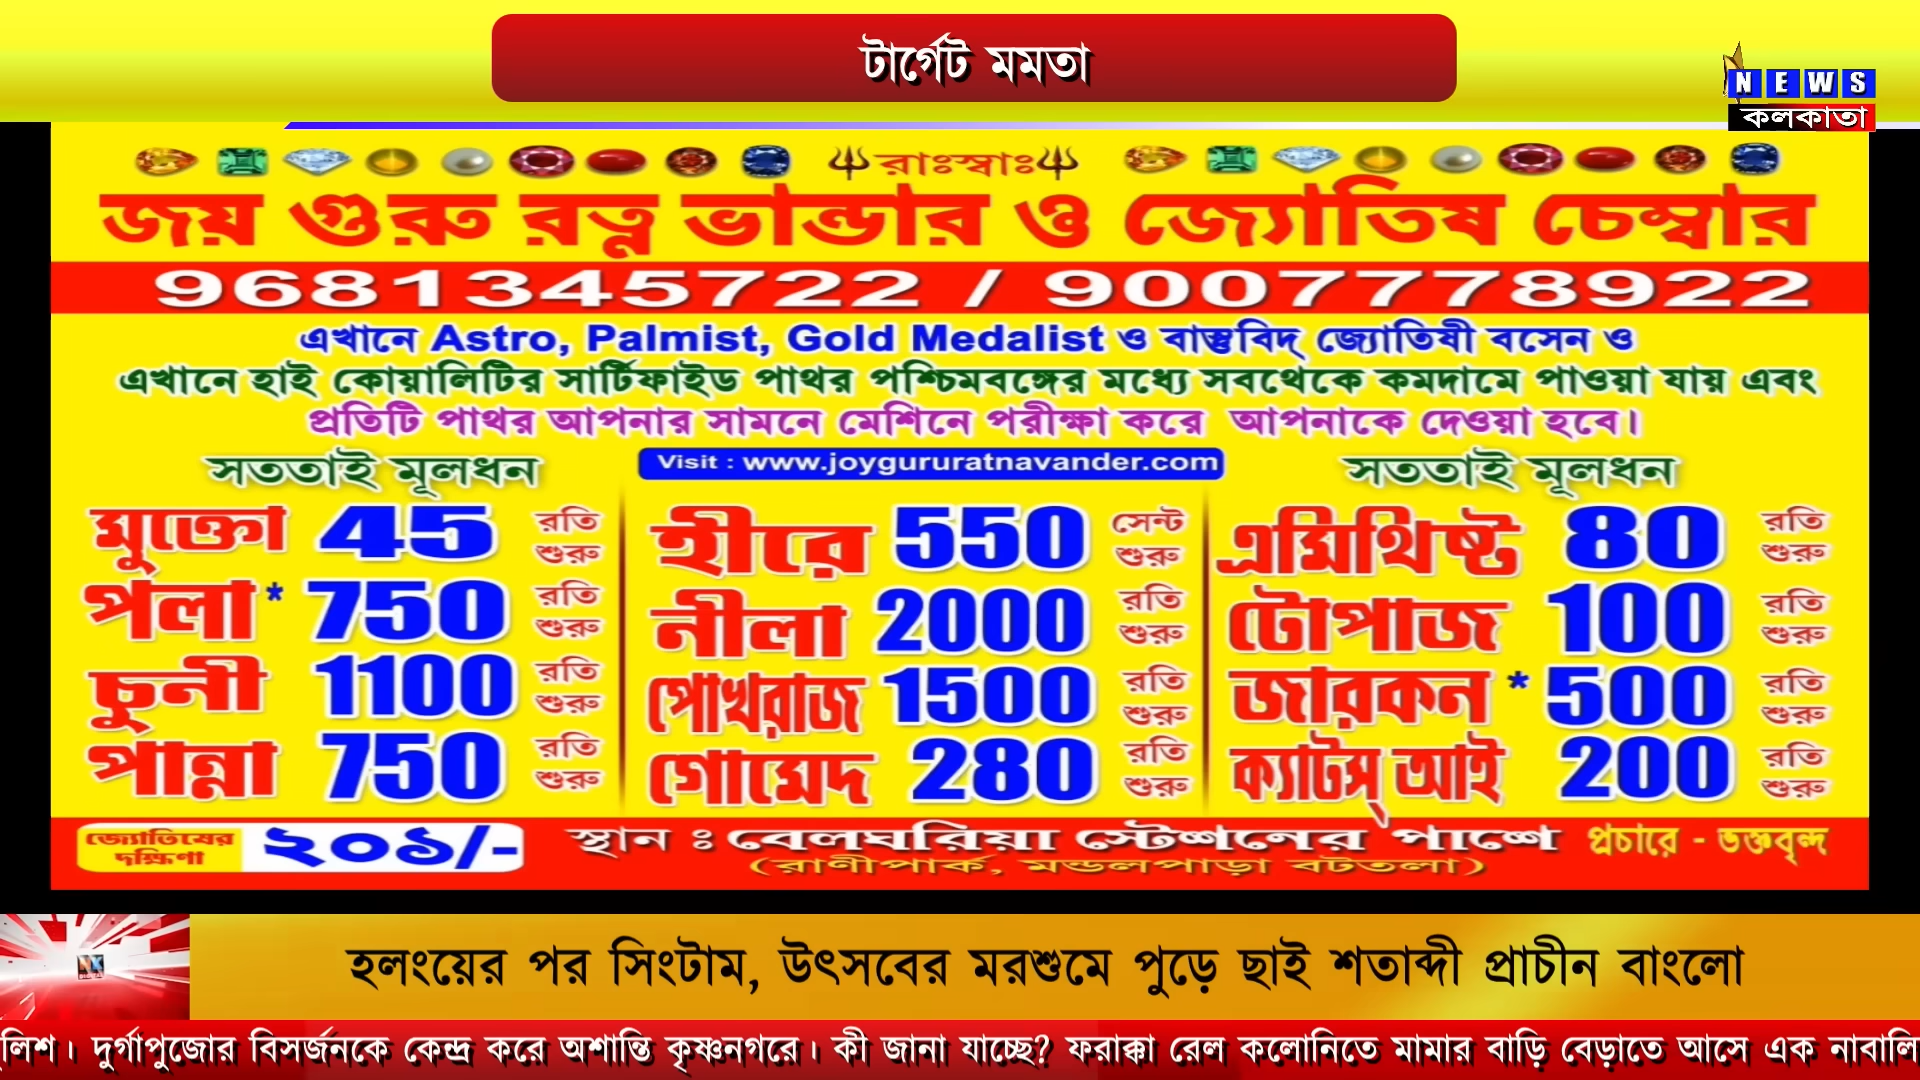 টার্গেট মমতা
NEWS
কলকাতা
রাঃস্বাঃ
জয় গুরু রত্ন ভান্ডার ও জ্যোতিষ চেম্বার
9681345722 / 9007778922
এখানে Astro, Palmist, Gold Medalist ও বাস্তুবিদ্ জ্যোতিষী বসেন ও
এখানে হাই কোয়ালিটির সার্টিফাইড পাথর পশ্চিমবঙ্গের মধ্যে সবথেকে কমদামে পাওয়া যায় এবং
প্রতিটি পাথর আপনার সামনে মেশিনে পরীক্ষা করে আপনাকে দেওয়া হবে।
সততাই মূলধন
Visit : www.joygururatnavander.com
সততাই মূলধন
মুক্তো 45 রতি শুরু
পলা* 750 রতি শুরু
চুনী 1100 রতি শুরু
পান্না 750 রতি শুরু
হীরে 550 সেন্ট শুরু
নীলা 2000 রতি শুরু
পোখরাজ 1500 রতি শুরু
গোমেদ 280 রতি শুরু
এমিথিষ্ট 80 রতি শুরু
টোপাজ 100 রতি শুরু
জারকন* 500 রতি শুরু
ক্যাটস্ আই 200 রতি শুরু
জ্যোতিষের দক্ষিণা ২০১/-
স্থান ঃ বেলঘরিয়া স্টেশনের পাশে
(রাণীপার্ক, মন্ডলপাড়া বটতলা)
প্রচারে - ভক্তবৃন্দ
হলংয়ের পর সিংটাম, উৎসবের মরশুমে পুড়ে ছাই শতাব্দী প্রাচীন বাংলো
লিশ। দুর্গাপুজোর বিসর্জনকে কেন্দ্র করে অশান্তি কৃষ্ণনগরে। কী জানা যাচ্ছে? ফরাক্কা রেল কলোনিতে মামার বাড়ি বেড়াতে আসে এক নাবালি